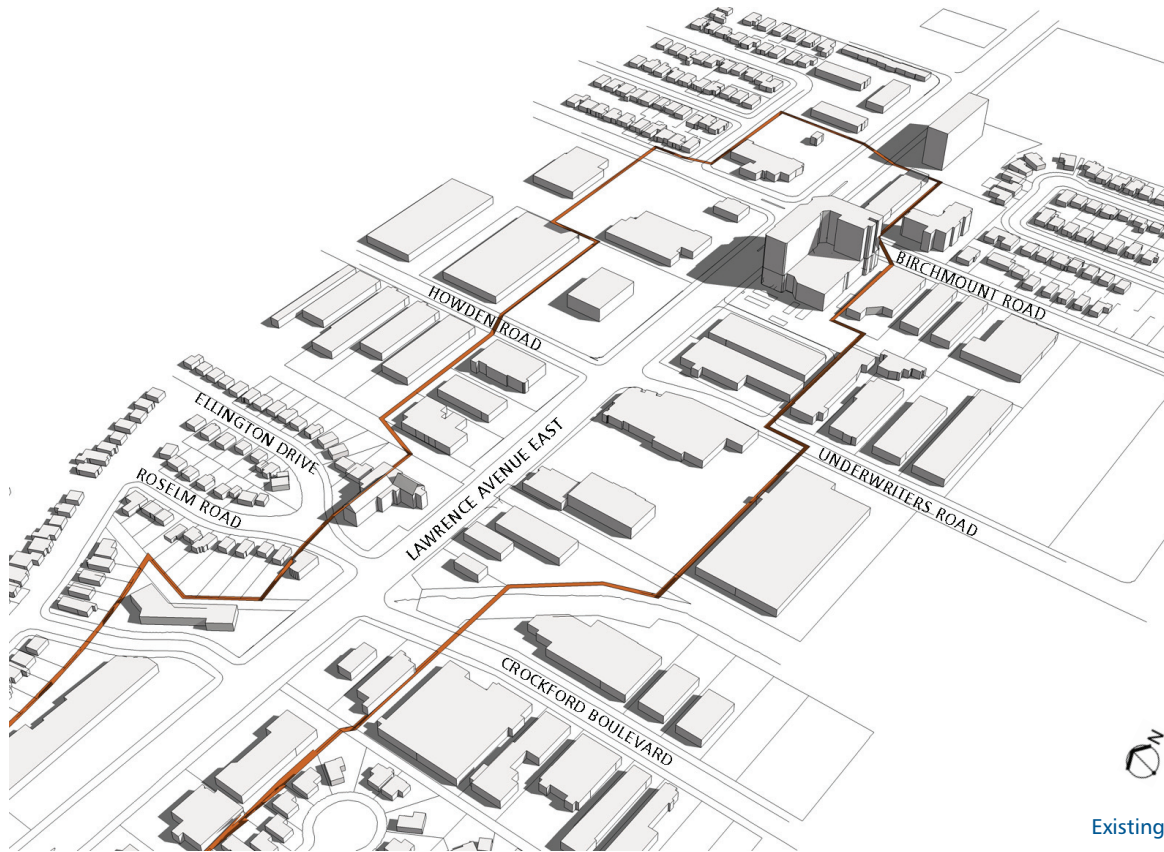 BIRCHMOUNT ROAD
HOWDEN ROAD
ELLINGTON DRIVE
LAWRENCE AVENUE EAST
ROSELM ROAD
UNDERWRITERS ROAD
CROCKFORD BOULEVARD
N
Existing